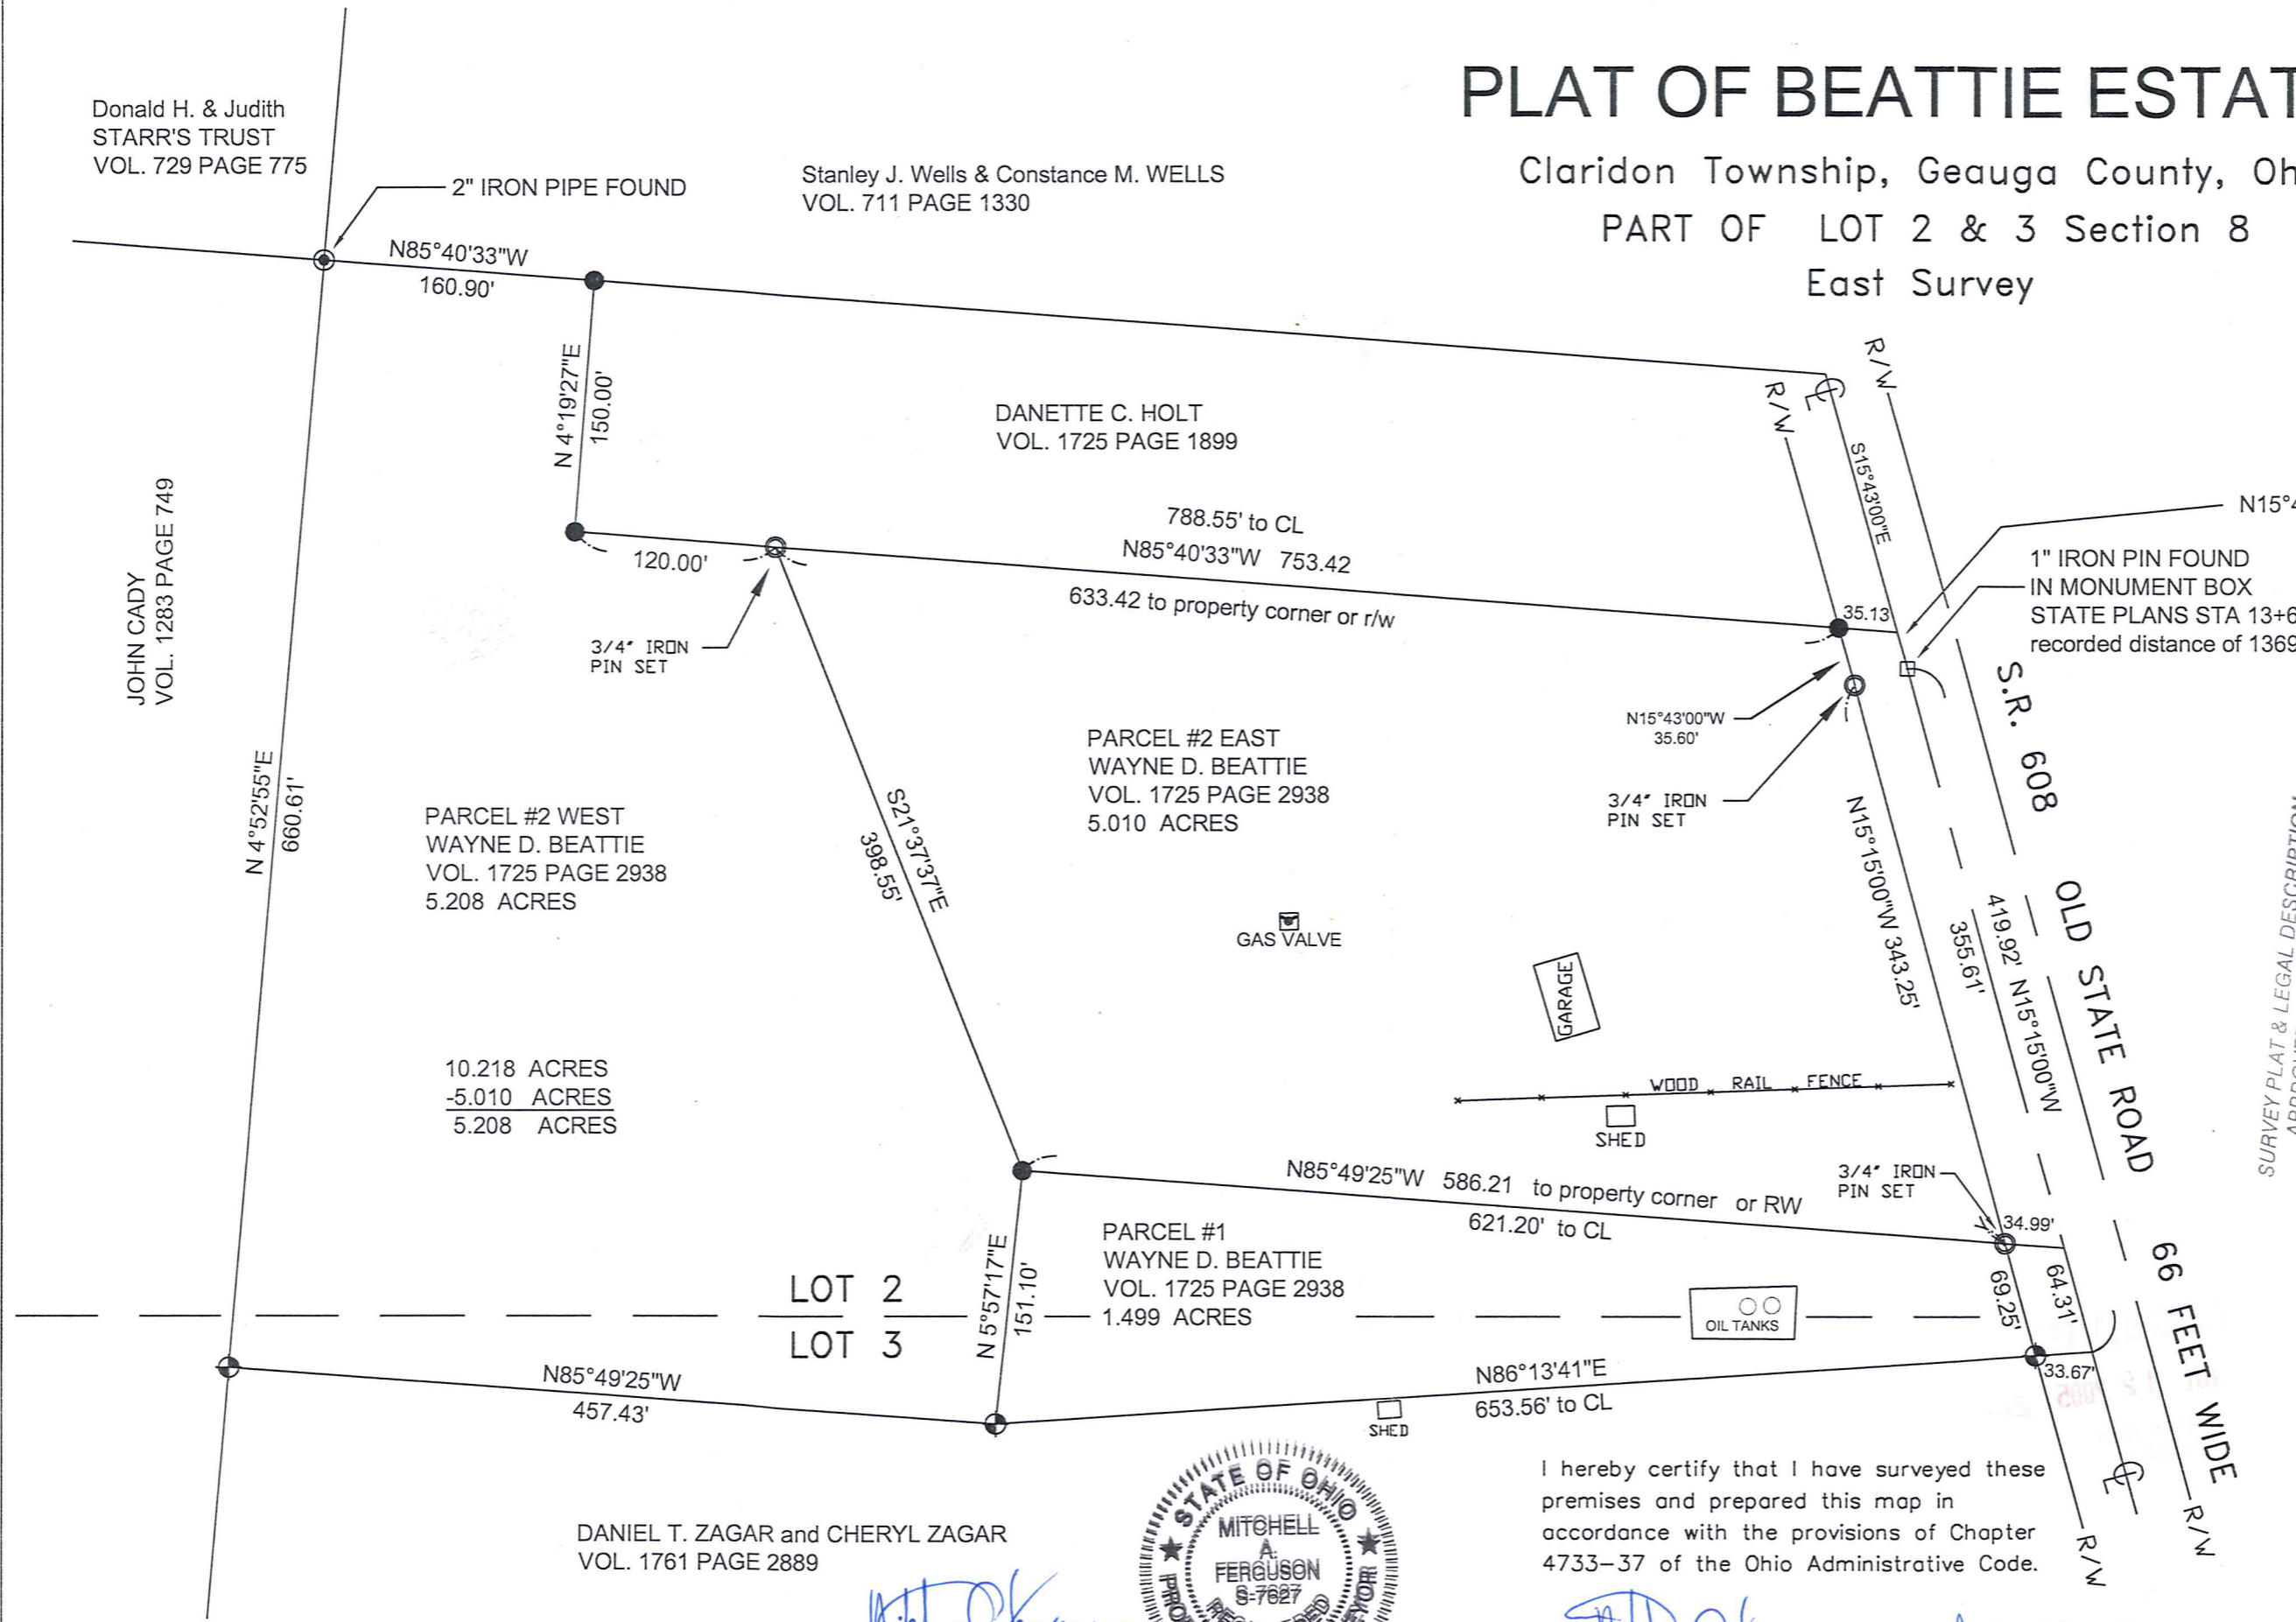 PLAT OF BEATTIE ESTAT
Claridon Township, Geauga County, Oh
PART OF LOT 2 & 3 Section 8
East Survey
Donald H. & Judith
STARR'S TRUST
VOL. 729 PAGE 775
2" IRON PIPE FOUND
Stanley J. Wells & Constance M. WELLS
VOL. 711 PAGE 1330
N85°40'33"W
160.90'
N 4°19'27"E
150.00'
DANETTE C. HOLT
VOL. 1725 PAGE 1899
R/W
R/W
CL
S15°43'00"E
788.55' to CL
N85°40'33"W 753.42
633.42 to property corner or r/w
120.00'
3/4" IRON
PIN SET
35.13
N15°4
1" IRON PIN FOUND
IN MONUMENT BOX
STATE PLANS STA 13+6
recorded distance of 1369
JOHN CADY
VOL. 1283 PAGE 749
N 4°52'55"E
660.61'
N15°43'00"W
35.60'
3/4" IRON
PIN SET
PARCEL #2 WEST
WAYNE D. BEATTIE
VOL. 1725 PAGE 2938
5.208 ACRES
S21°37'37"E
398.55'
PARCEL #2 EAST
WAYNE D. BEATTIE
VOL. 1725 PAGE 2938
5.010 ACRES
GAS VALVE
GARAGE
N15°15'00"W 343.25'
355.61'
419.92' N15°15'00"W
S.R. 608 OLD STATE ROAD 66 FEET WIDE
SURVEY PLAT & LEGAL DESCRIPTION
10.218 ACRES
-5.010 ACRES
5.208 ACRES
WOOD RAIL FENCE
SHED
N85°49'25"W 586.21 to property corner or RW
621.20' to CL
3/4" IRON
PIN SET
34.99'
69.25'
64.31'
PARCEL #1
WAYNE D. BEATTIE
VOL. 1725 PAGE 2938
1.499 ACRES
N 5°57'17"E
151.10'
LOT 2
LOT 3
OIL TANKS
33.67'
N85°49'25"W
457.43'
N86°13'41"E
653.56' to CL
SHED
CL
R/W
R/W
DANIEL T. ZAGAR and CHERYL ZAGAR
VOL. 1761 PAGE 2889
STATE OF OHIO
MITCHELL
A.
FERGUSON
S-7627
REGISTERED
I hereby certify that I have surveyed these
premises and prepared this map in
accordance with the provisions of Chapter
4733-37 of the Ohio Administrative Code.